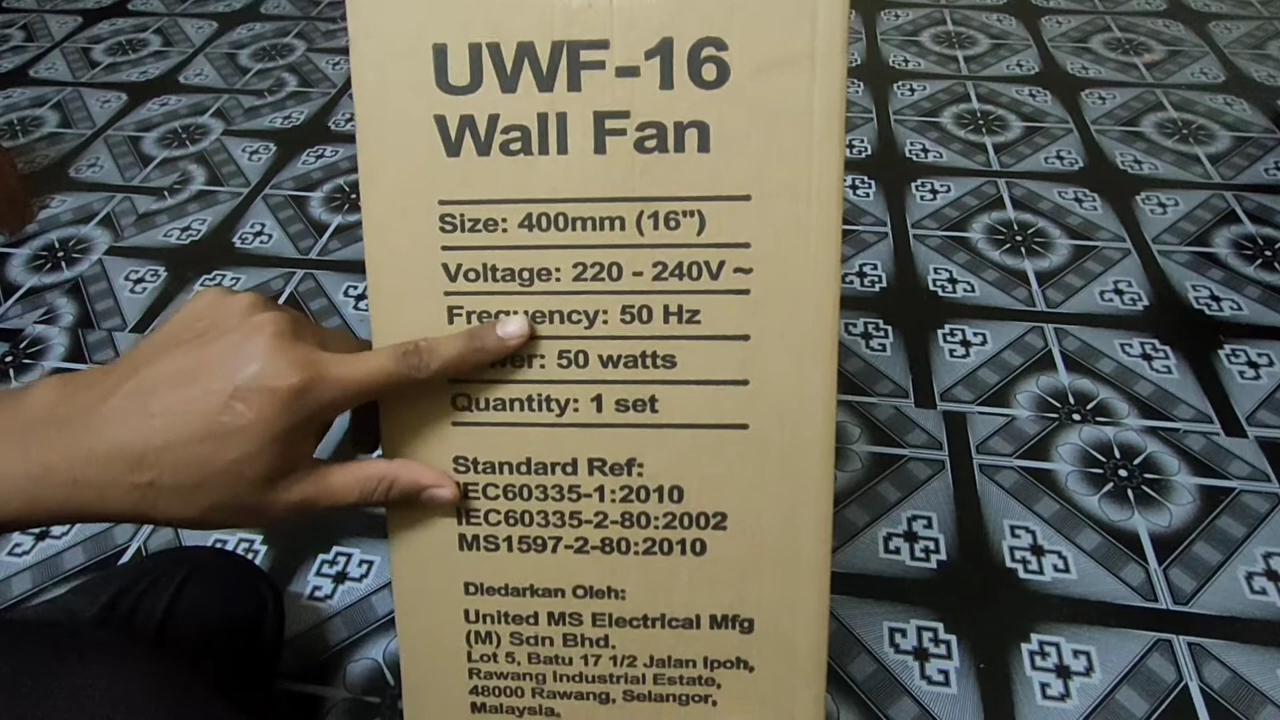 UWF-16
Wall Fan
Size: 400mm (16")
Voltage: 220 - 240V ~
Frequency: 50 Hz
Power: 50 watts
Quantity: 1 set
Standard Ref:
IEC60335-1:2010
IEC60335-2-80:2002
MS1597-2-80:2010
Diedarkan Oleh:
United MS Electrical Mfg
(M) Sdn Bhd.
Lot 5, Batu 17 1/2 Jalan Ipoh,
Rawang Industrial Estate,
48000 Rawang, Selangor,
Malaysia.